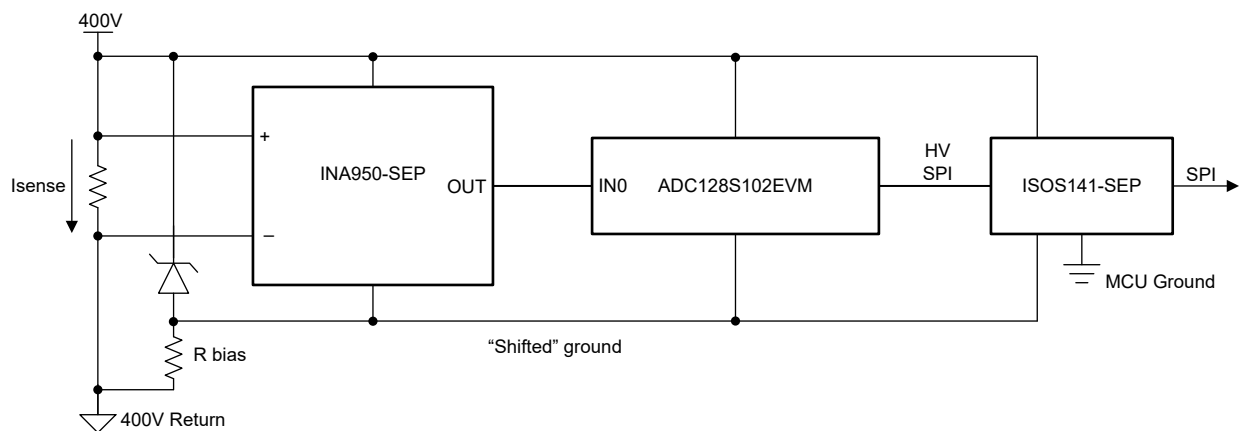 400V
Isense
+
−
INA950-SEP
OUT
IN0
ADC128S102EVM
HV
SPI
ISOS141-SEP
SPI
MCU Ground
“Shifted” ground
R bias
400V Return